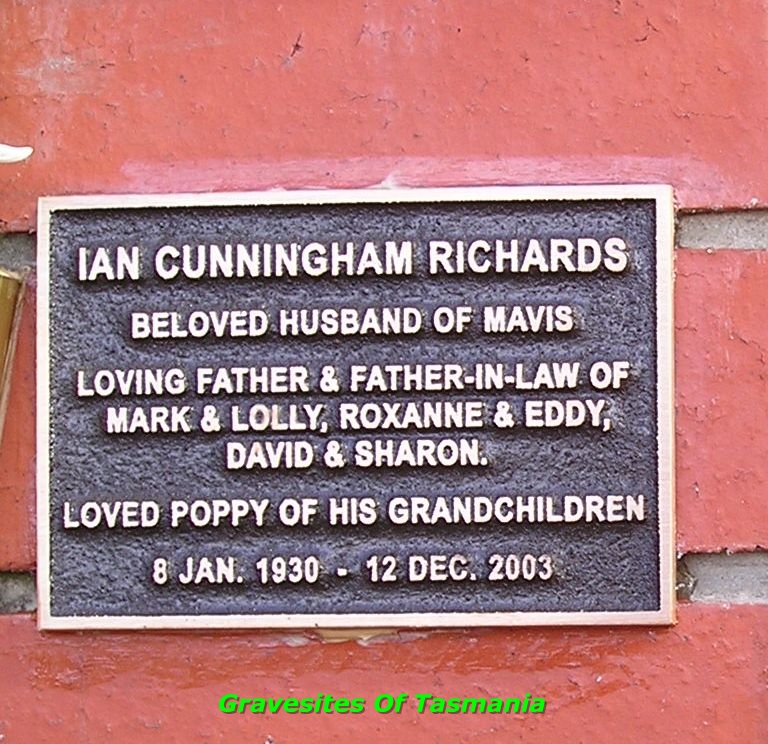 IAN CUNNINGHAM RICHARDS
BELOVED HUSBAND OF MAVIS
LOVING FATHER & FATHER-IN-LAW OF
MARK & LOLLY, ROXANNE & EDDY,
DAVID & SHARON.
LOVED POPPY OF HIS GRANDCHILDREN
8 JAN. 1930 - 12 DEC. 2003
Gravesites Of Tasmania